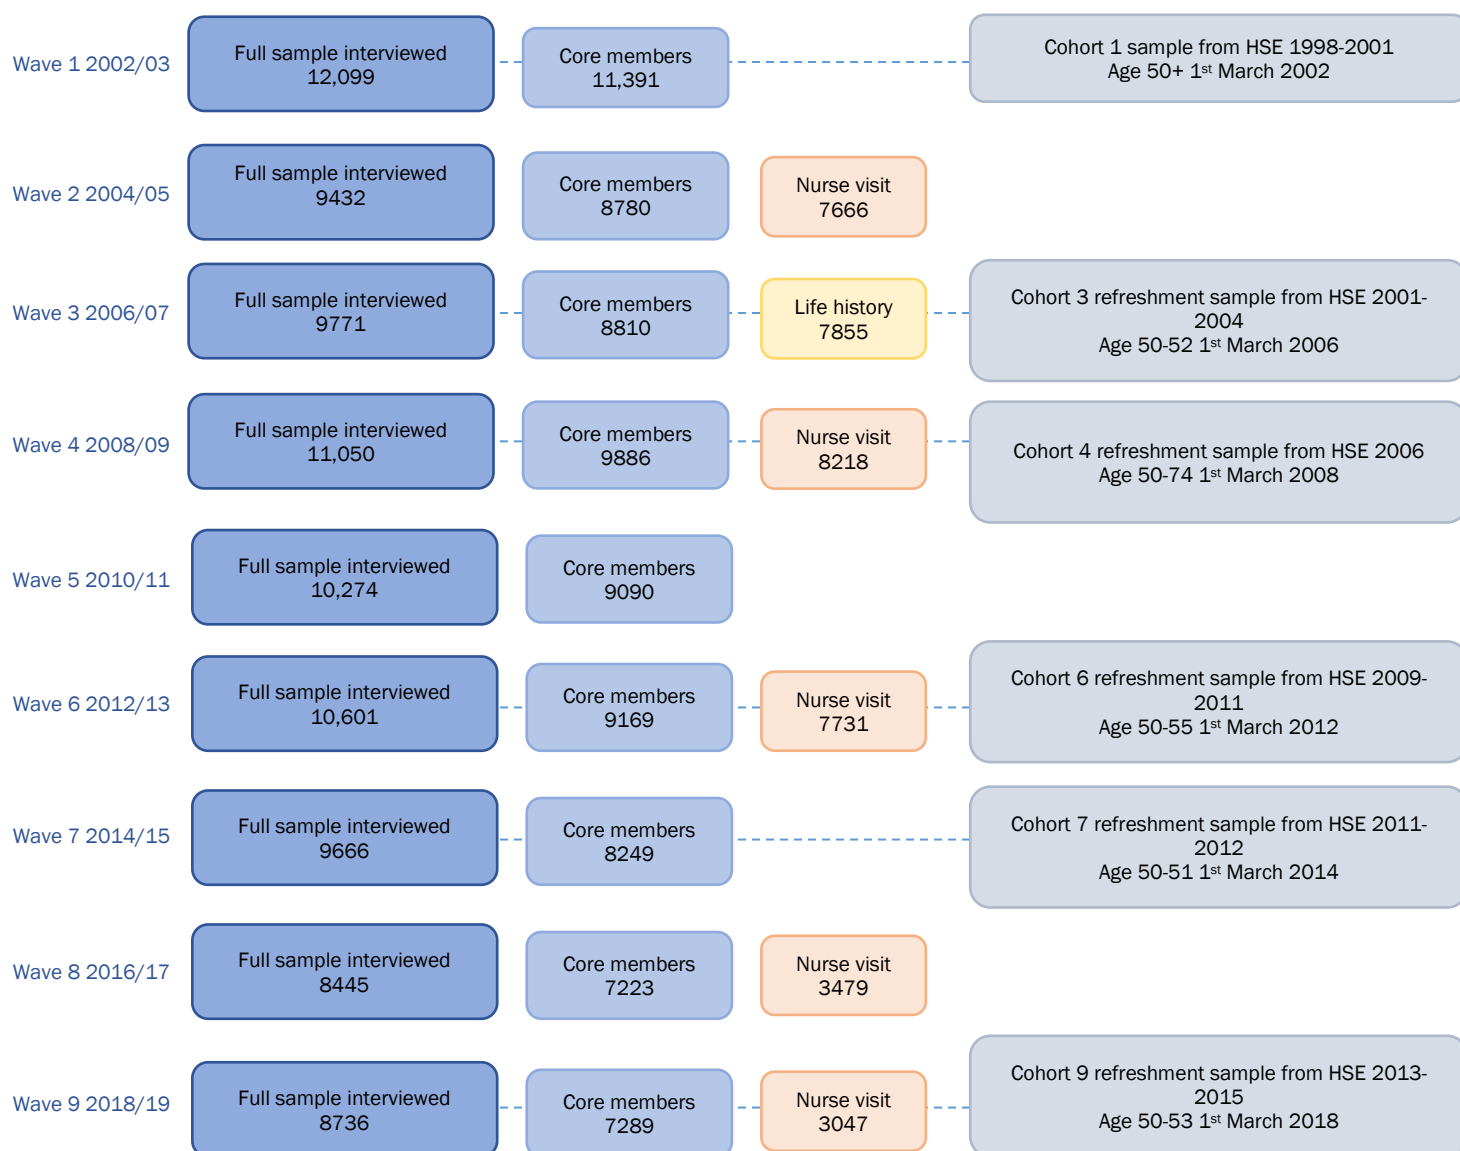 Wave 1 2002/03
Full sample interviewed
12,099
Core members
11,391
Cohort 1 sample from HSE 1998-2001
Age 50+ 1st March 2002
Wave 2 2004/05
Full sample interviewed
9432
Core members
8780
Nurse visit
7666
Wave 3 2006/07
Full sample interviewed
9771
Core members
8810
Life history
7855
Cohort 3 refreshment sample from HSE 2001-
2004
Age 50-52 1st March 2006
Wave 4 2008/09
Full sample interviewed
11,050
Core members
9886
Nurse visit
8218
Cohort 4 refreshment sample from HSE 2006
Age 50-74 1st March 2008
Wave 5 2010/11
Full sample interviewed
10,274
Core members
9090
Wave 6 2012/13
Full sample interviewed
10,601
Core members
9169
Nurse visit
7731
Cohort 6 refreshment sample from HSE 2009-
2011
Age 50-55 1st March 2012
Wave 7 2014/15
Full sample interviewed
9666
Core members
8249
Cohort 7 refreshment sample from HSE 2011-
2012
Age 50-51 1st March 2014
Wave 8 2016/17
Full sample interviewed
8445
Core members
7223
Nurse visit
3479
Wave 9 2018/19
Full sample interviewed
8736
Core members
7289
Nurse visit
3047
Cohort 9 refreshment sample from HSE 2013-
2015
Age 50-53 1st March 2018